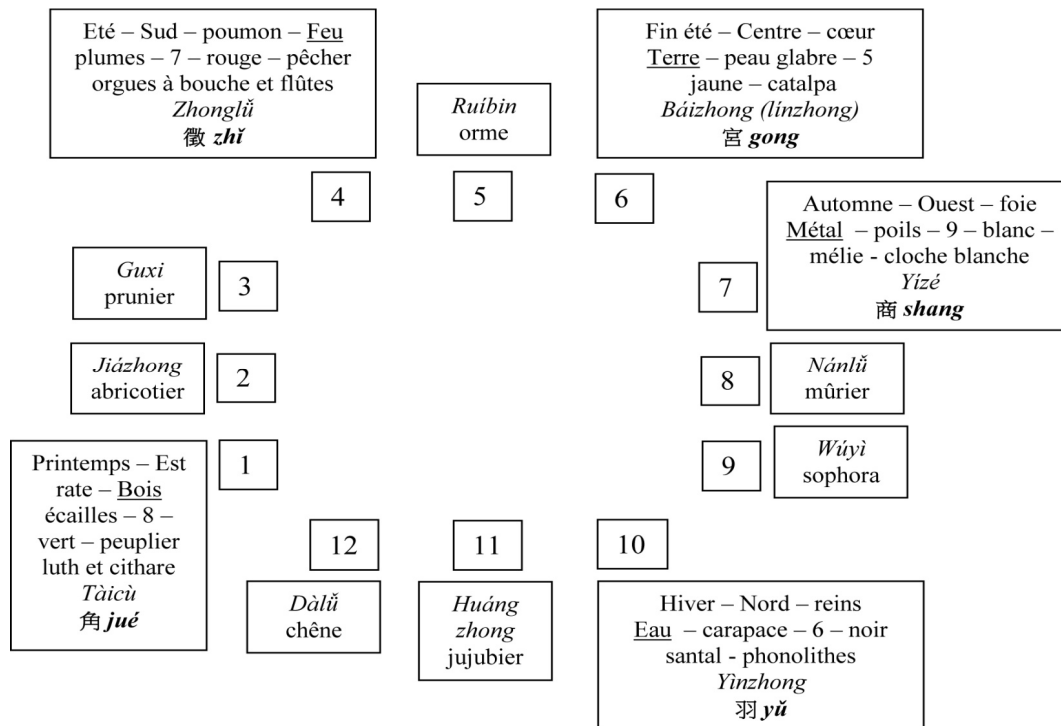 Eté – Sud – poumon – Feu
plumes – 7 – rouge – pêcher
orgues à bouche et flûtes
Zhonglǚ
徵 zhǐ
Ruíbin
orme
Fin été – Centre – cœur
Terre – peau glabre – 5
jaune – catalpa
Báizhong (línzhong)
宮 gong
4
5
6
Automne – Ouest – foie
Métal – poils – 9 – blanc –
mélie - cloche blanche
Yízé
商 shang
7
Guxi
prunier
3
Jiázhong
abricotier
2
8
Nánlǚ
mûrier
Printemps – Est
rate – Bois
écailles – 8 –
vert – peuplier
luth et cithare
Tàicù
角 jué
1
9
Wúyì
sophora
12
11
10
Dàlǚ
chêne
Huáng
zhong
jujubier
Hiver – Nord – reins
Eau – carapace – 6 – noir
santal - phonolithes
Yìnzhong
羽 yǔ